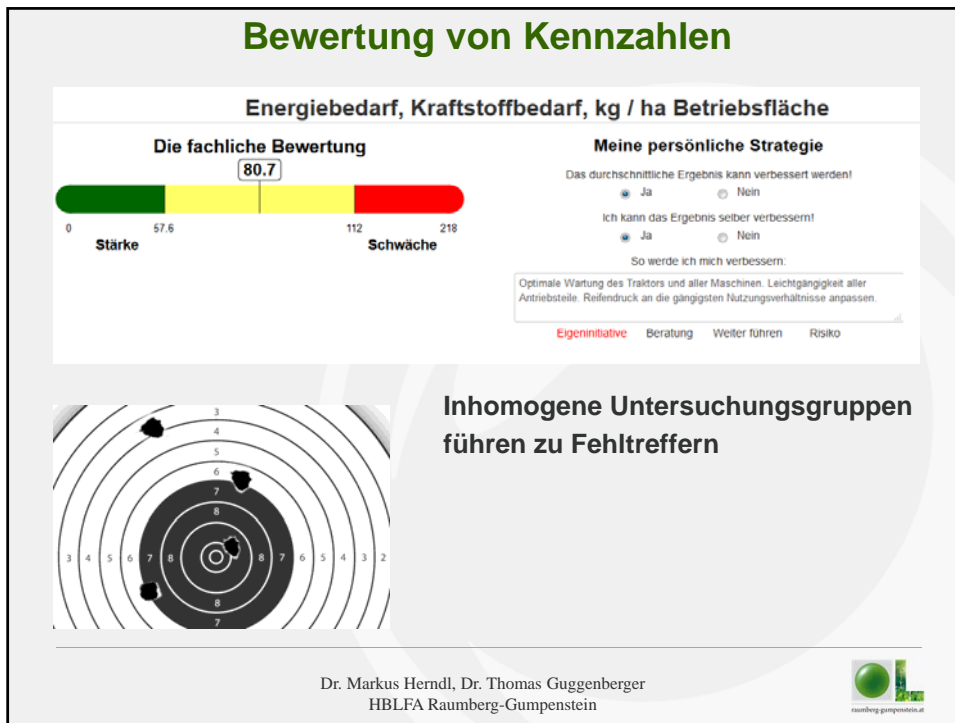 Bewertung von Kennzahlen
Energiebedarf, Kraftstoffbedarf, kg / ha Betriebsfläche
Die fachliche Bewertung
80.7
0 57.6 112 218
Stärke Schwäche
Meine persönliche Strategie
Das durchschnittliche Ergebnis kann verbessert werden!
Ja Nein
Ich kann das Ergebnis selber verbessern!
Ja Nein
So werde ich mich verbessern:
Optimale Wartung des Traktors und aller Maschinen. Leichtgängigkeit aller
Antriebsteile. Reifendruck an die gängigsten Nutzungsverhältnisse anpassen.
Eigeninitiative Beratung Weiter führen Risiko
3
4
5
6
7
8
3 4 5 6 7 8 8 7 6 5 4 3 2
8
7
Inhomogene Untersuchungsgruppen
führen zu Fehltreffern
Dr. Markus Herndl, Dr. Thomas Guggenberger
HBLFA Raumberg-Gumpenstein
raumberg-gumpenstein.at